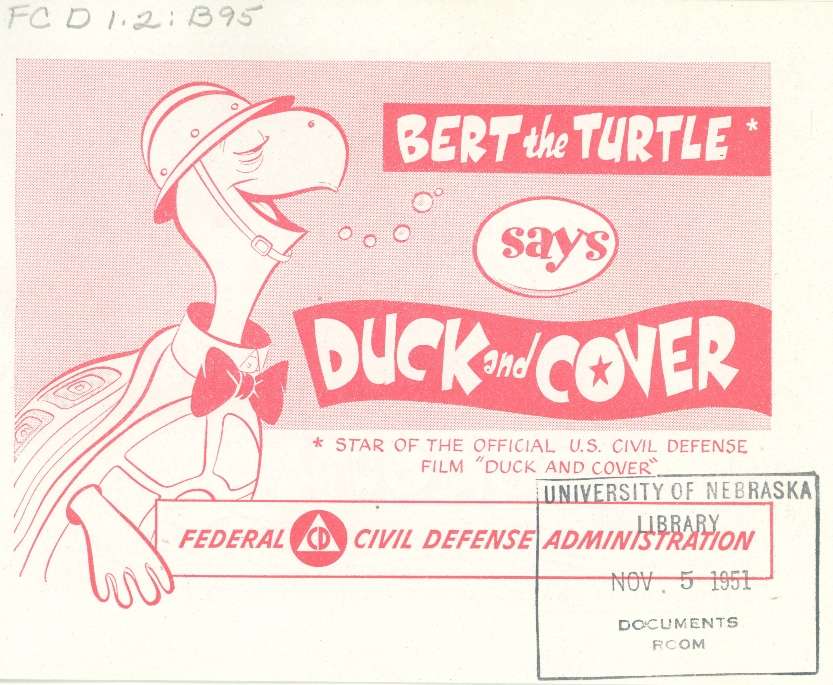 FC D 1.2: B95
BERT the TURTLE *
says
DUCK and COVER
* STAR OF THE OFFICIAL U.S. CIVIL DEFENSE
FILM "DUCK AND COVER"
FEDERAL CD CIVIL DEFENSE ADMINISTRATION
UNIVERSITY OF NEBRASKA
LIBRARY
NOV. 5 1951
DOCUMENTS
ROOM